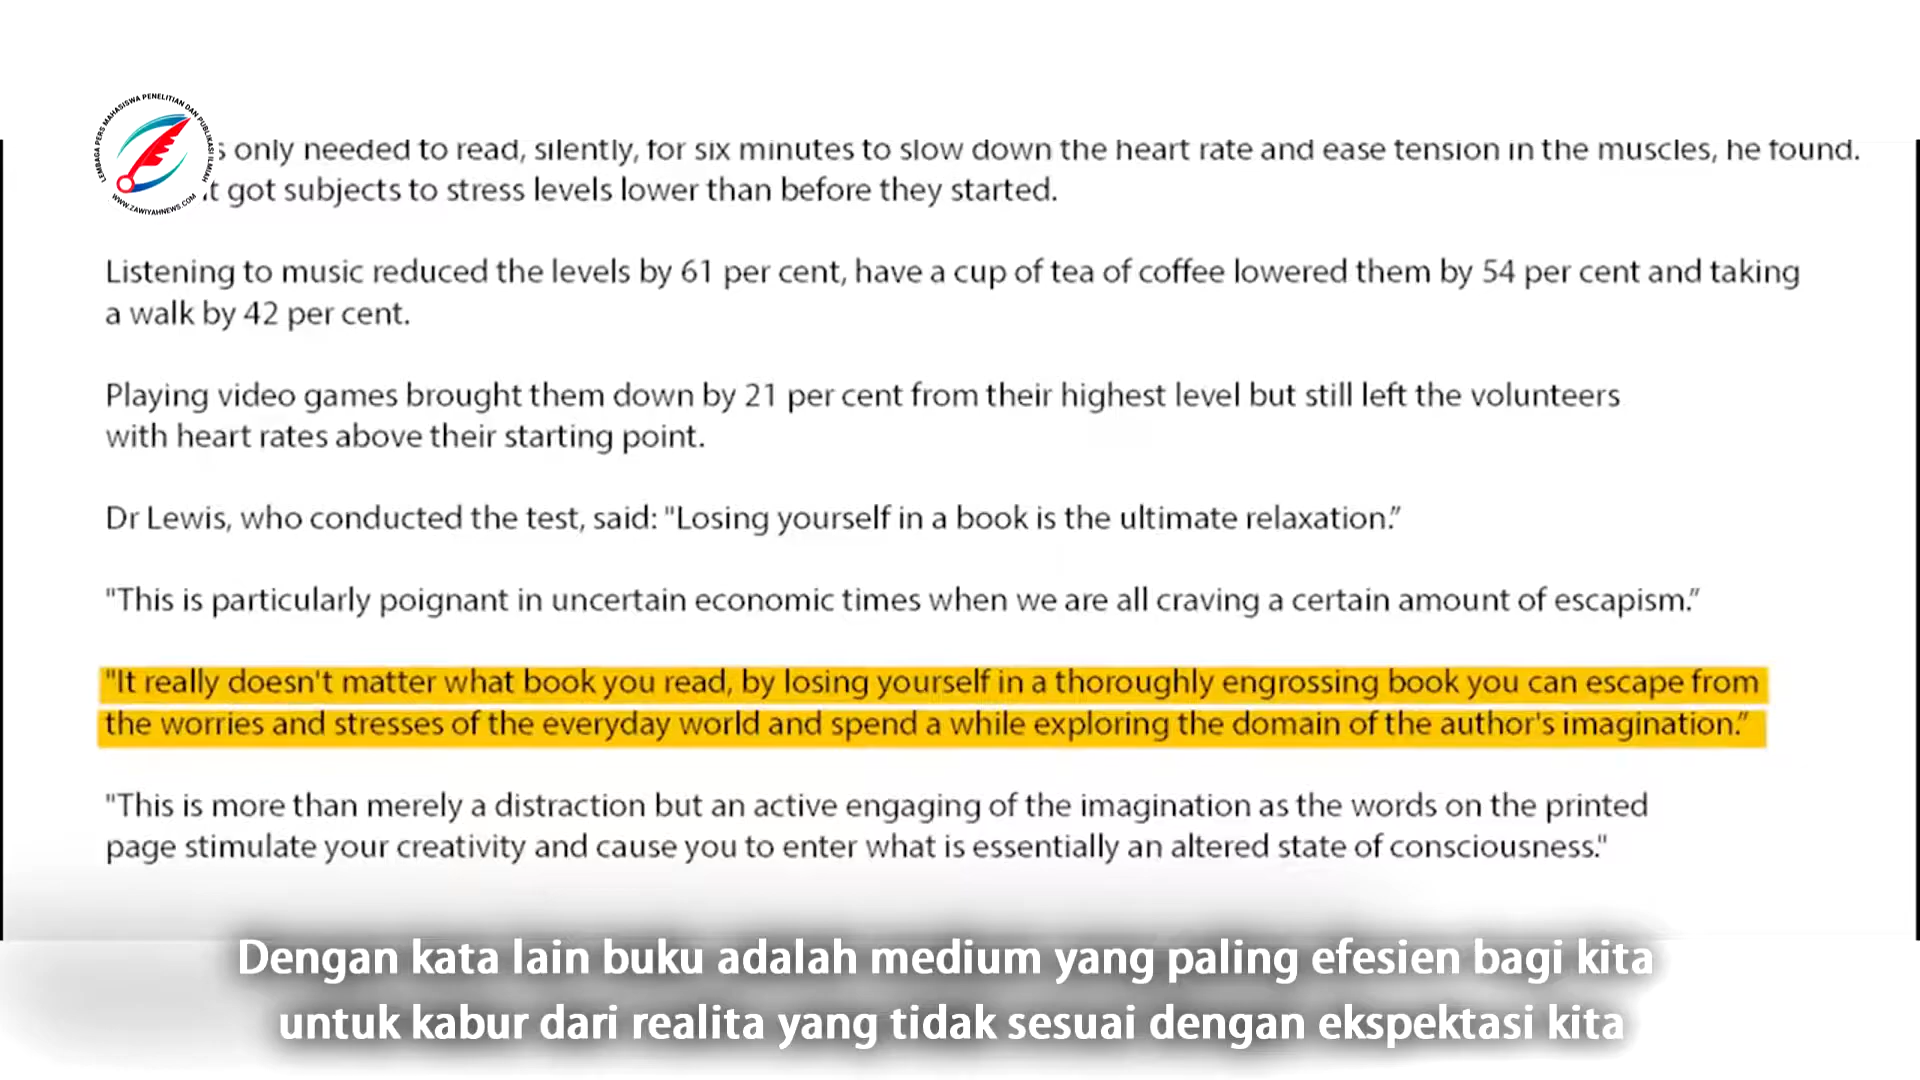 LEMBAGA PERS MAHASISWA PENELITIAN DAN PUBLIKASI ILMIAH
WWW.ZAWIYAHNEWS.COM
only needed to read, silently, for six minutes to slow down the heart rate and ease tension in the muscles, he found.
got subjects to stress levels lower than before they started.
Listening to music reduced the levels by 61 per cent, have a cup of tea of coffee lowered them by 54 per cent and taking
a walk by 42 per cent.
Playing video games brought them down by 21 per cent from their highest level but still left the volunteers
with heart rates above their starting point.
Dr Lewis, who conducted the test, said: "Losing yourself in a book is the ultimate relaxation."
"This is particularly poignant in uncertain economic times when we are all craving a certain amount of escapism."
"It really doesn't matter what book you read, by losing yourself in a thoroughly engrossing book you can escape from
the worries and stresses of the everyday world and spend a while exploring the domain of the author's imagination."
"This is more than merely a distraction but an active engaging of the imagination as the words on the printed
page stimulate your creativity and cause you to enter what is essentially an altered state of consciousness."
Dengan kata lain buku adalah medium yang paling efesien bagi kita
untuk kabur dari realita yang tidak sesuai dengan ekspektasi kita